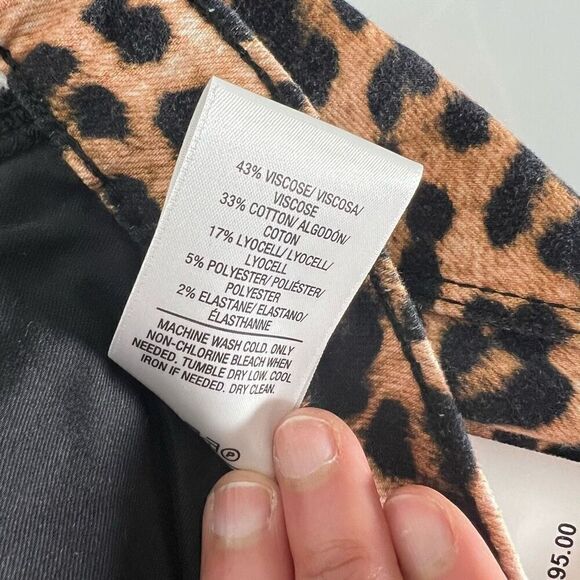 43% VISCOSE/ VISCOSA/
VISCOSE
33% COTTON/ ALGODÓN/
COTON
17% LYOCELL/ LYOCELL/
LYOCELL
5% POLYESTER/ POLIÉSTER/
POLYESTER
2% ELASTANE/ ELASTANO/
ÉLASTHANNE
MACHINE WASH COLD. ONLY
NON-CHLORINE BLEACH WHEN
NEEDED. TUMBLE DRY LOW. COOL
IRON IF NEEDED. DRY CLEAN.
P
95.00